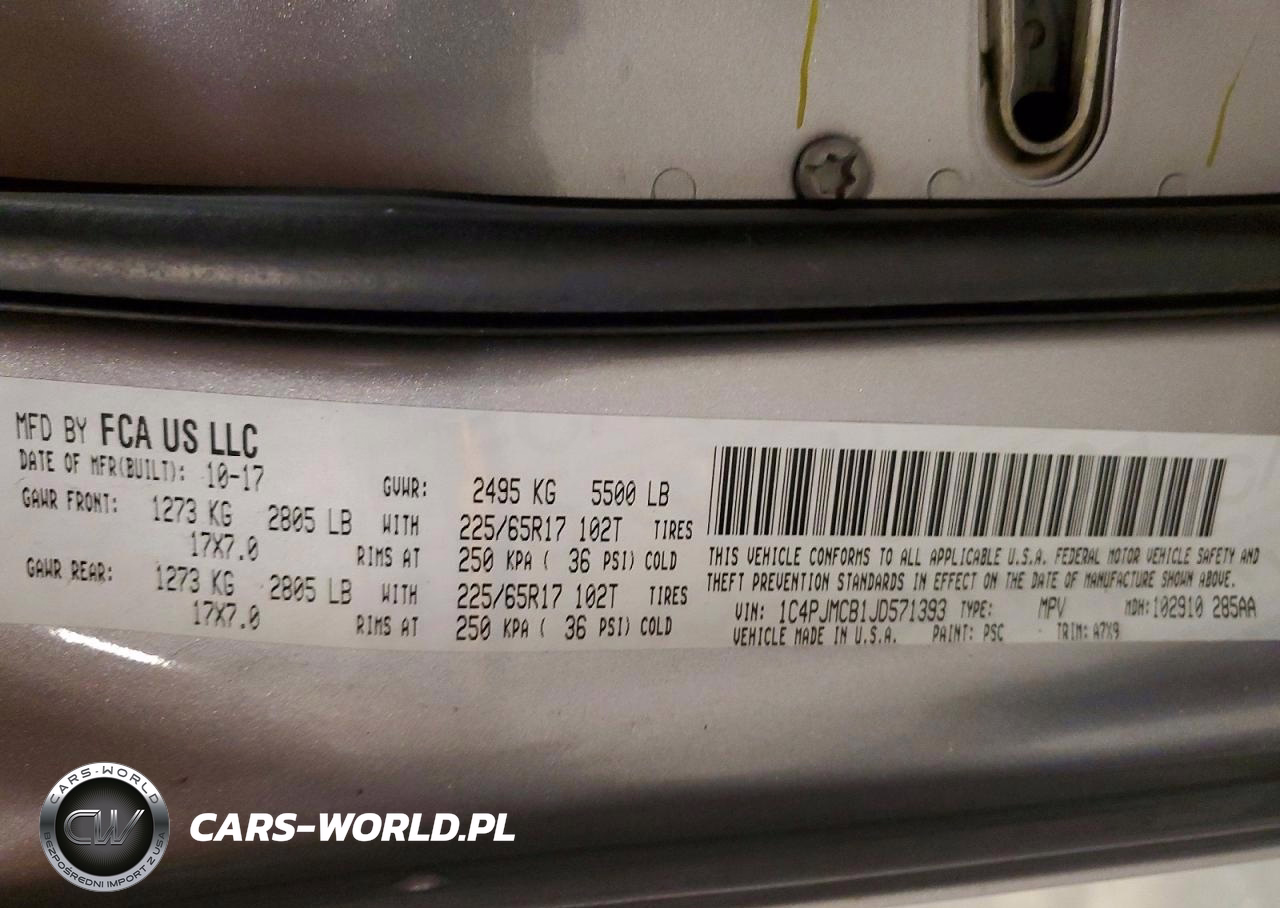 MFD BY FCA US LLC
DATE OF MFR(BUILT): 10-17
GVWR: 2495 KG 5500 LB
GAWR FRONT: 1273 KG 2805 LB WITH 225/65R17 102T TIRES
17X7.0 RIMS AT 250 KPA ( 36 PSI) COLD
GAWR REAR: 1273 KG 2805 LB WITH 225/65R17 102T TIRES
17X7.0 RIMS AT 250 KPA ( 36 PSI) COLD
THIS VEHICLE CONFORMS TO ALL APPLICABLE U.S.A. FEDERAL MOTOR VEHICLE SAFETY AND
THEFT PREVENTION STANDARDS IN EFFECT ON THE DATE OF MANUFACTURE SHOWN ABOVE.
VIN: 1C4PJMCB1JD571393 TYPE: MPV MDH:102910 285AA
VEHICLE MADE IN U.S.A. PAINT: PSC TRIM: A7X9
CARS-WORLD
CW
BEZPOŚREDNI IMPORT Z USA
CARS-WORLD.PL